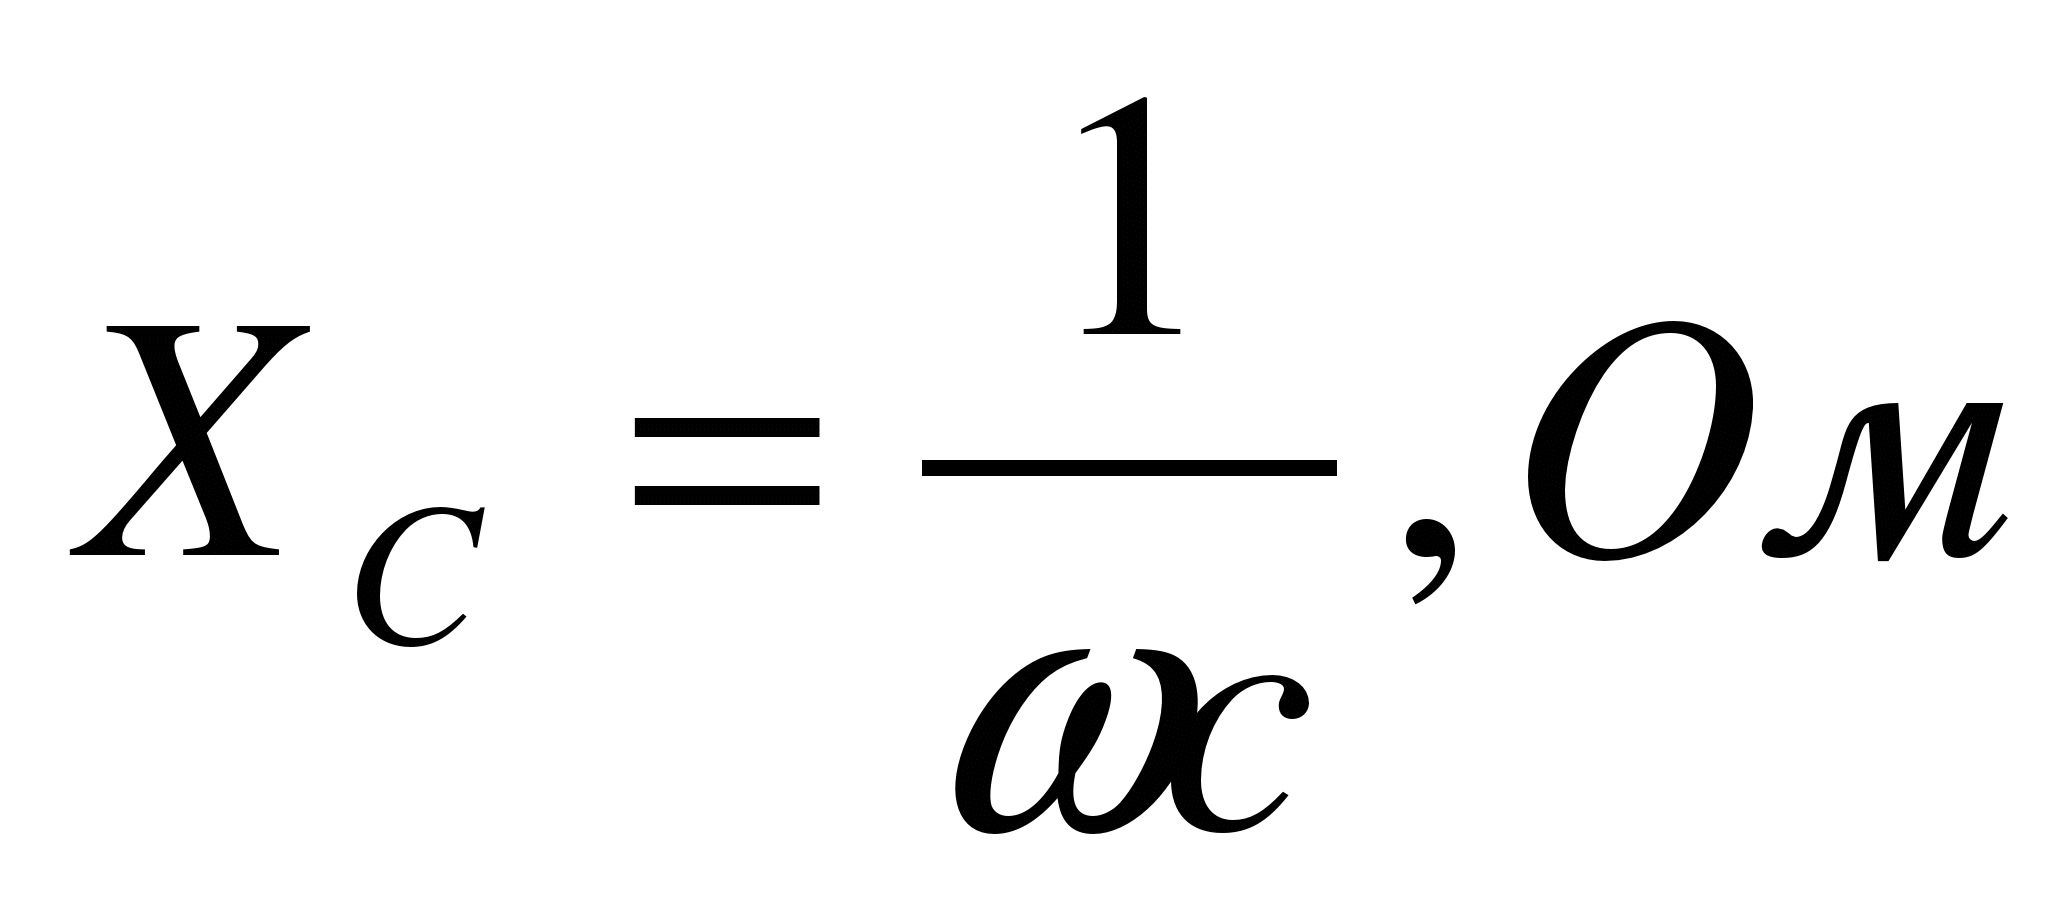 X_C = 1/ωc, Ом